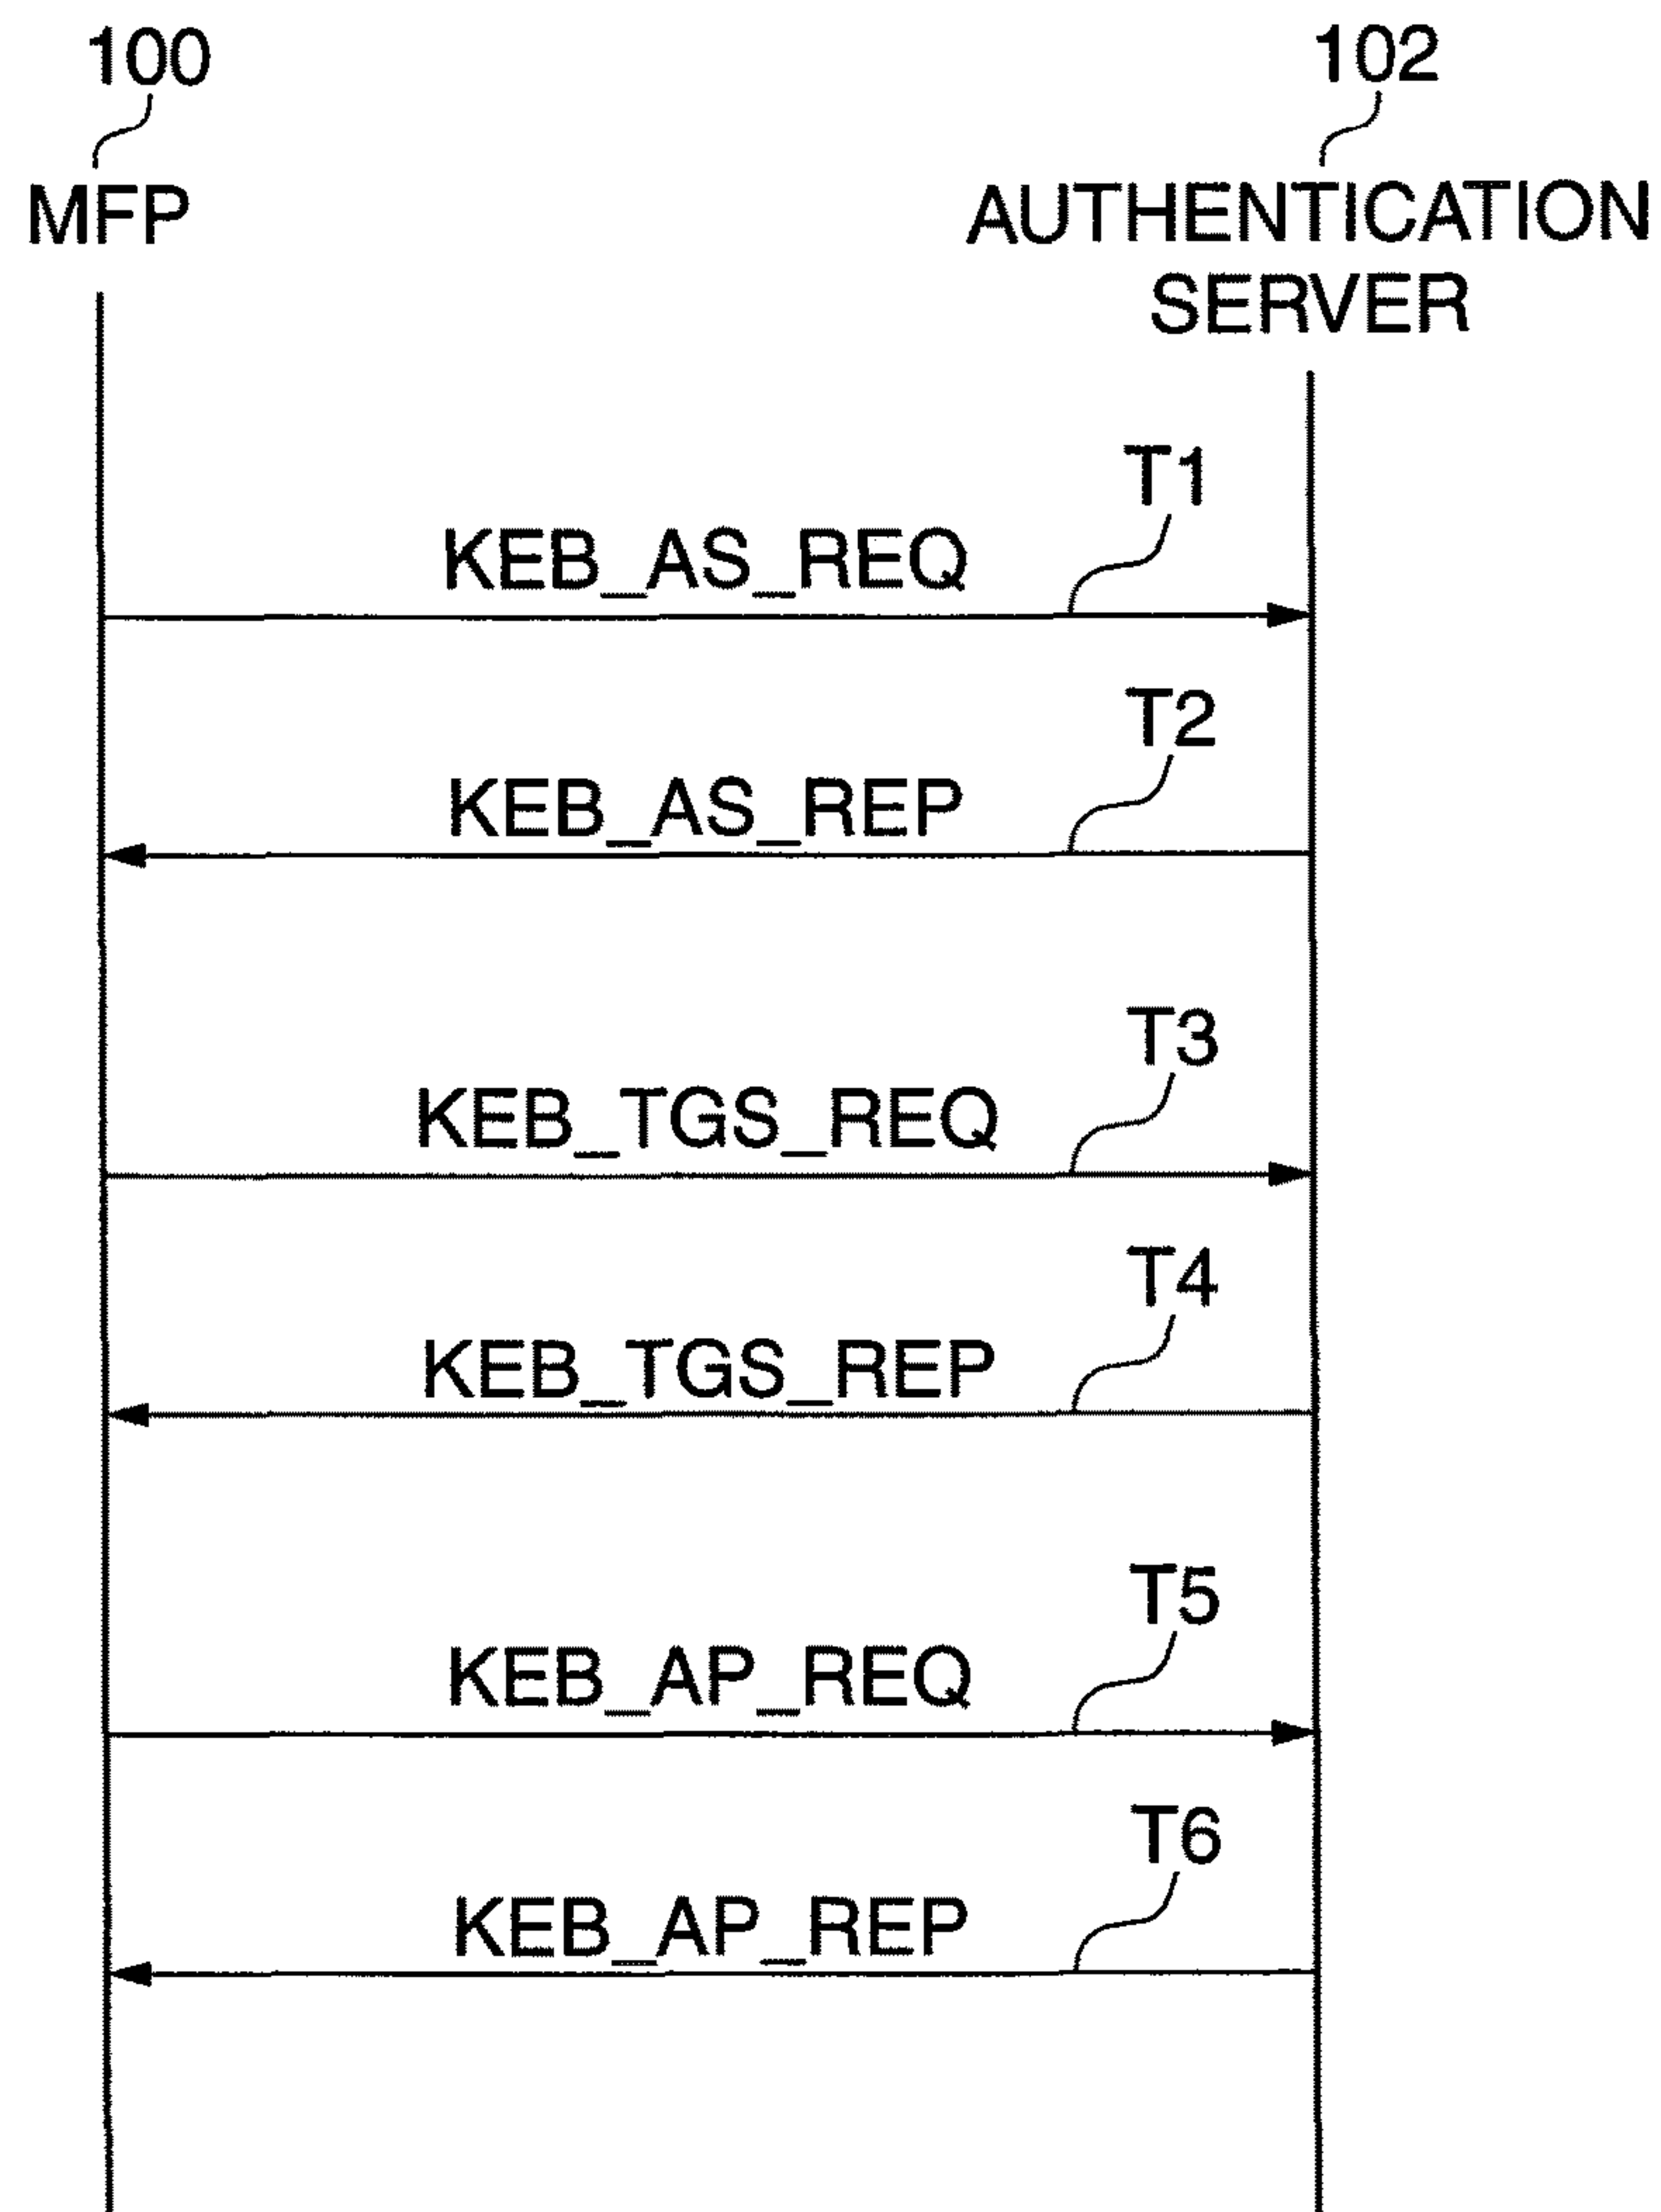 100
102
MFP
AUTHENTICATION
SERVER
T1
KEB_AS_REQ
T2
KEB_AS_REP
T3
KEB_TGS_REQ
T4
KEB_TGS_REP
T5
KEB_AP_REQ
T6
KEB_AP_REP